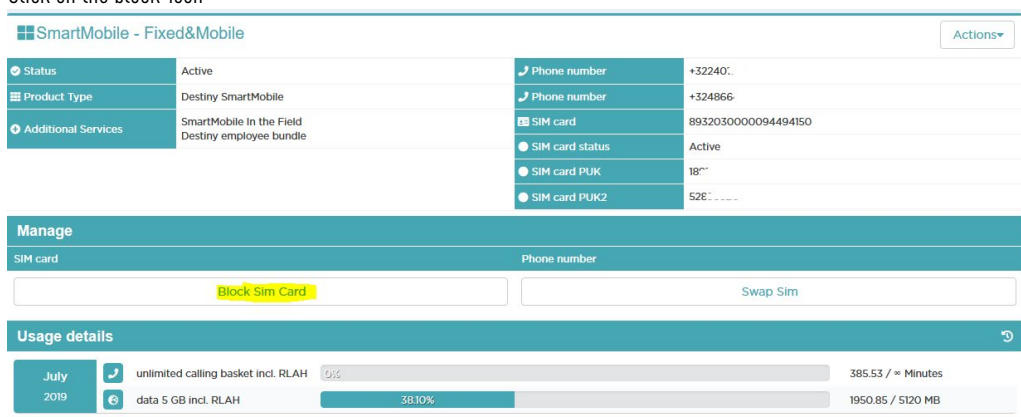 SmartMobile - Fixed&Mobile
Actions
Status Active
Product Type Destiny SmartMobile
Additional Services SmartMobile In the Field
Destiny employee bundle
Phone number +322407
Phone number +324866
SIM card 8932030000094494150
SIM card status Active
SIM card PUK
SIM card PUK2 528
Manage
SIM card Phone number
Block Sim Card Swap Sim
Usage details
July
2019
unlimited calling basket incl. RLAH 0% 385.53 / ∞ Minutes
data 5 GB incl. RLAH 38.10% 1950.85 / 5120 MB